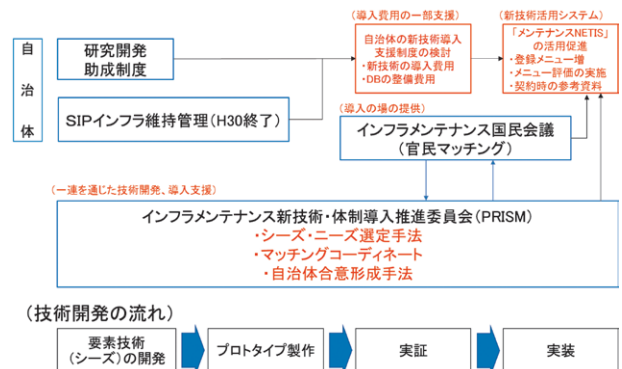 (導入費用の一部支援)
(新技術活用システム)
自治体
研究開発
助成制度
自治体の新技術導入
支援制度の検討
・新技術の導入費用
・DBの整備費用
「メンテナンスNETIS」
の活用促進
・登録メニュー増
・メニュー評価の実施
・契約時の参考資料
SIPインフラ維持管理(H30終了)
(導入の場の提供)
インフラメンテナンス国民会議
(官民マッチング)
(一連を通じた技術開発、導入支援)
インフラメンテナンス新技術・体制導入推進委員会(PRISM)
・シーズ・ニーズ選定手法
・マッチングコーディネート
・自治体合意形成手法
(技術開発の流れ)
要素技術
(シーズ)の開発
プロトタイプ製作
実証
実装